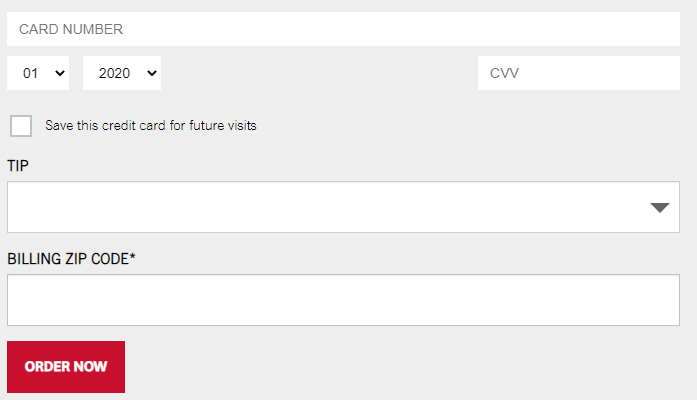 CARD NUMBER
01 2020 CVV
Save this credit card for future visits
TIP
BILLING ZIP CODE*
ORDER NOW